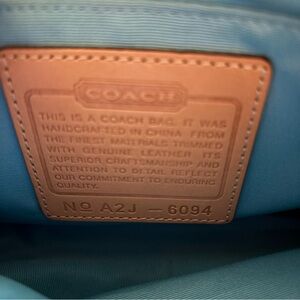 COACH
THIS IS A COACH BAG. IT WAS
HANDCRAFTED IN CHINA FROM
THE FINEST MATERIALS TRIMMED
WITH GENUINE LEATHER. ITS
SUPERIOR CRAFTSMANSHIP AND
ATTENTION TO DETAIL REFLECT
OUR COMMITMENT TO ENDURING
QUALITY.
No A2J - 6094